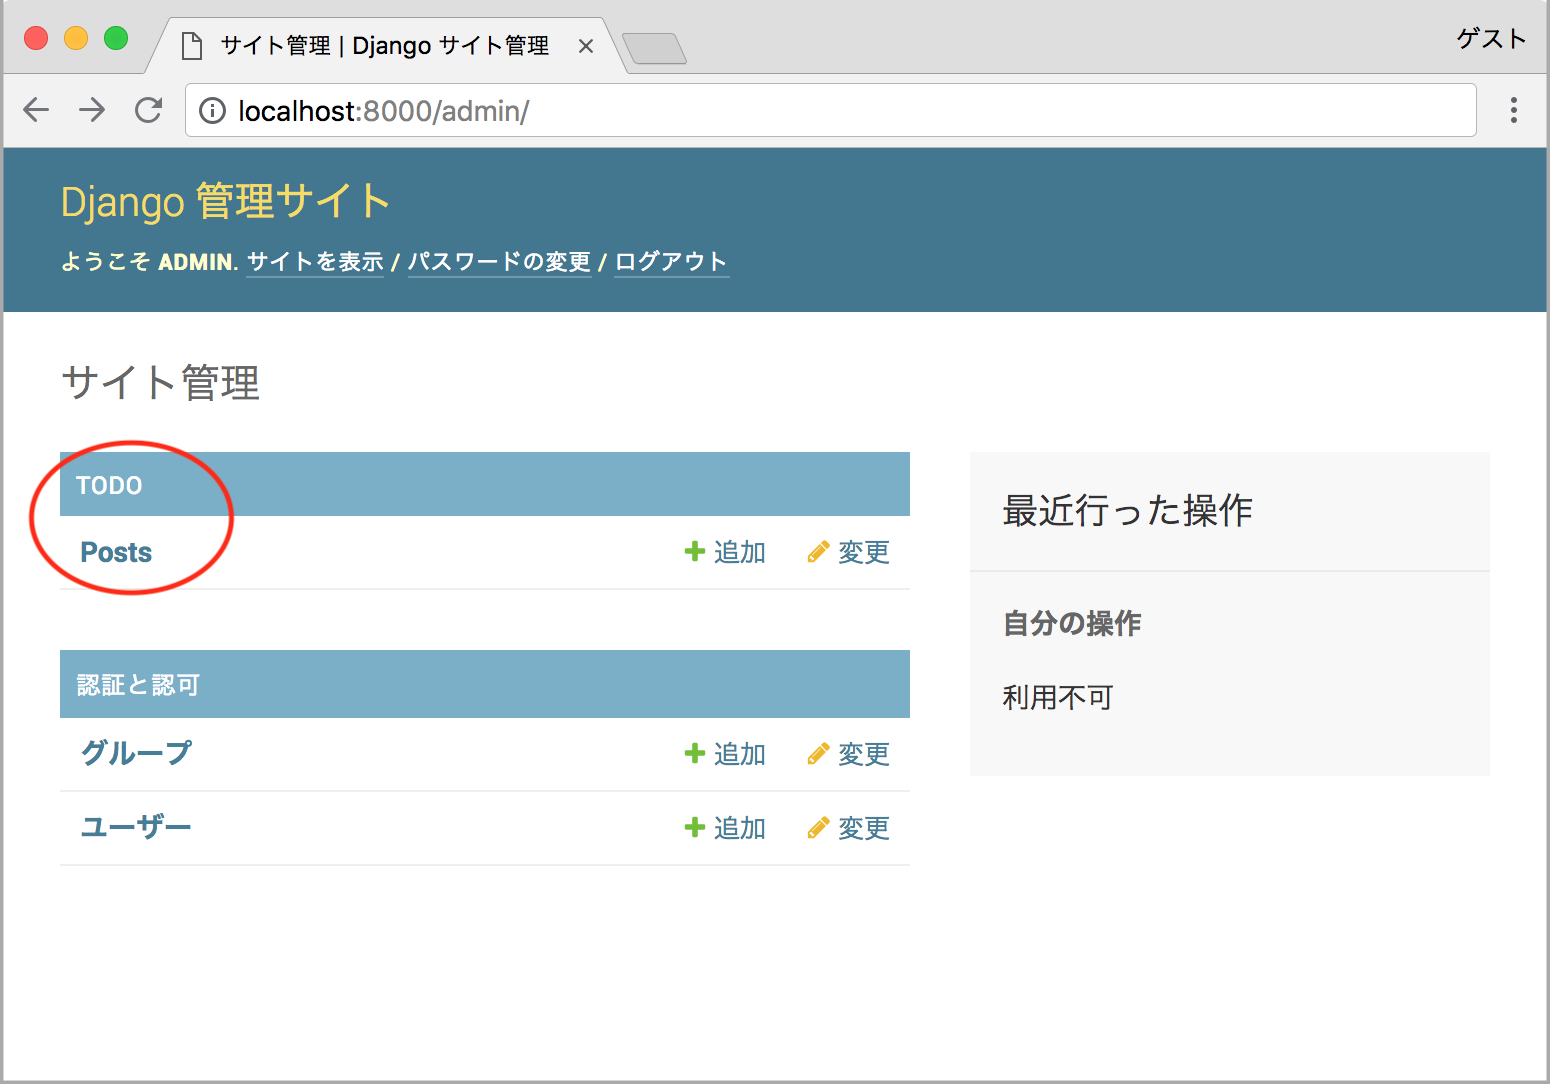 サイト管理 | Django サイト管理
ゲスト
localhost:8000/admin/
Django 管理サイト
ようこそ ADMIN. サイトを表示 / パスワードの変更 / ログアウト
サイト管理
TODO
Posts 追加 変更
認証と認可
グループ 追加 変更
ユーザー 追加 変更
最近行った操作
自分の操作
利用不可